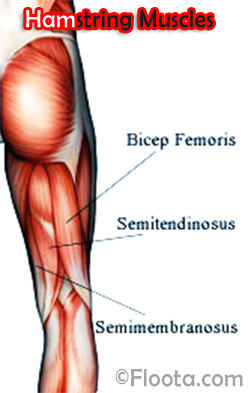 Hamstring Muscles
Bicep Femoris
Semitendinosus
Semimembranosus
©Floota.com